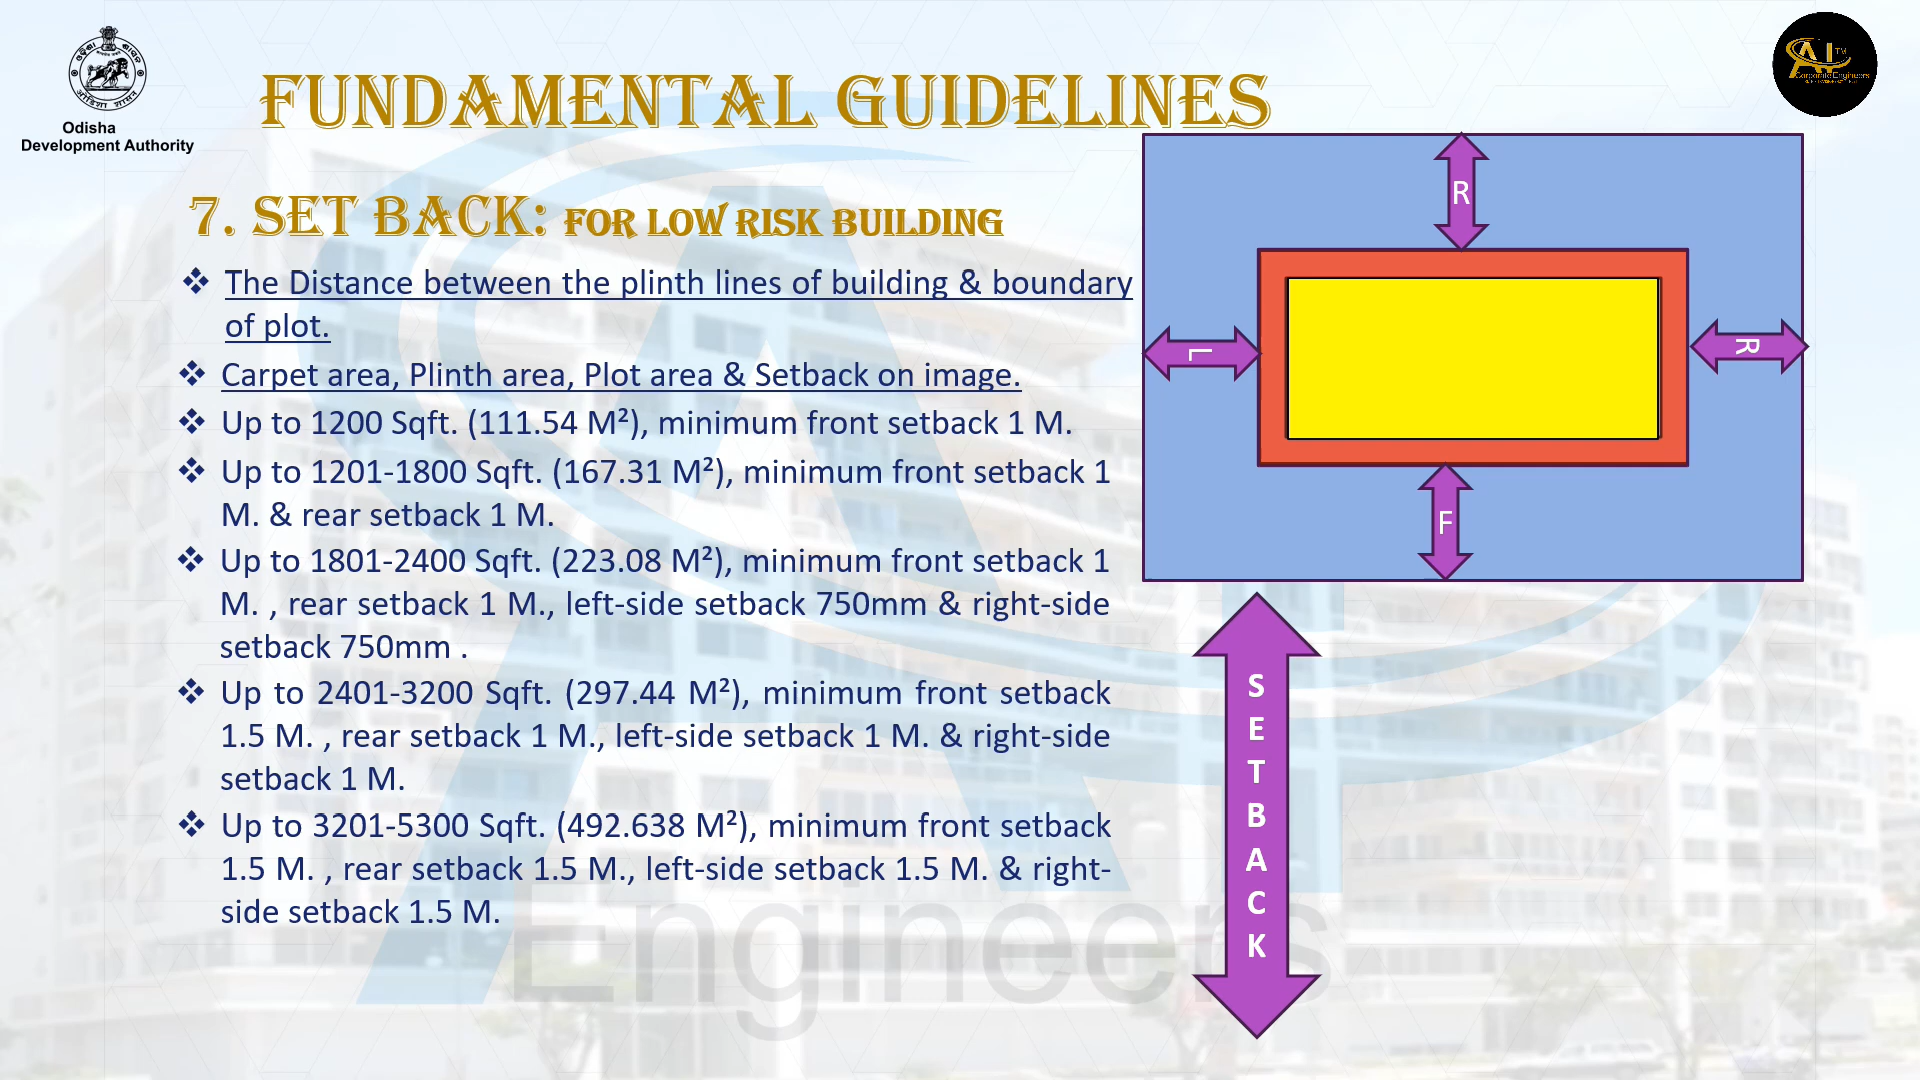 ଓଡ଼ିଶା ଶାସନ
Odisha
Development Authority
FUNDAMENTAL GUIDELINES
AI™
Corporate Engineers
7. SET BACK: FOR LOW RISK BUILDING
❖ The Distance between the plinth lines of building & boundary
of plot.
❖ Carpet area, Plinth area, Plot area & Setback on image.
❖ Up to 1200 Sqft. (111.54 M²), minimum front setback 1 M.
❖ Up to 1201-1800 Sqft. (167.31 M²), minimum front setback 1
M. & rear setback 1 M.
❖ Up to 1801-2400 Sqft. (223.08 M²), minimum front setback 1
M. , rear setback 1 M., left-side setback 750mm & right-side
setback 750mm .
❖ Up to 2401-3200 Sqft. (297.44 M²), minimum front setback
1.5 M. , rear setback 1 M., left-side setback 1 M. & right-side
setback 1 M.
❖ Up to 3201-5300 Sqft. (492.638 M²), minimum front setback
1.5 M. , rear setback 1.5 M., left-side setback 1.5 M. & right-
side setback 1.5 M.
R
L
R
F
S
E
T
B
A
C
K
Engineers